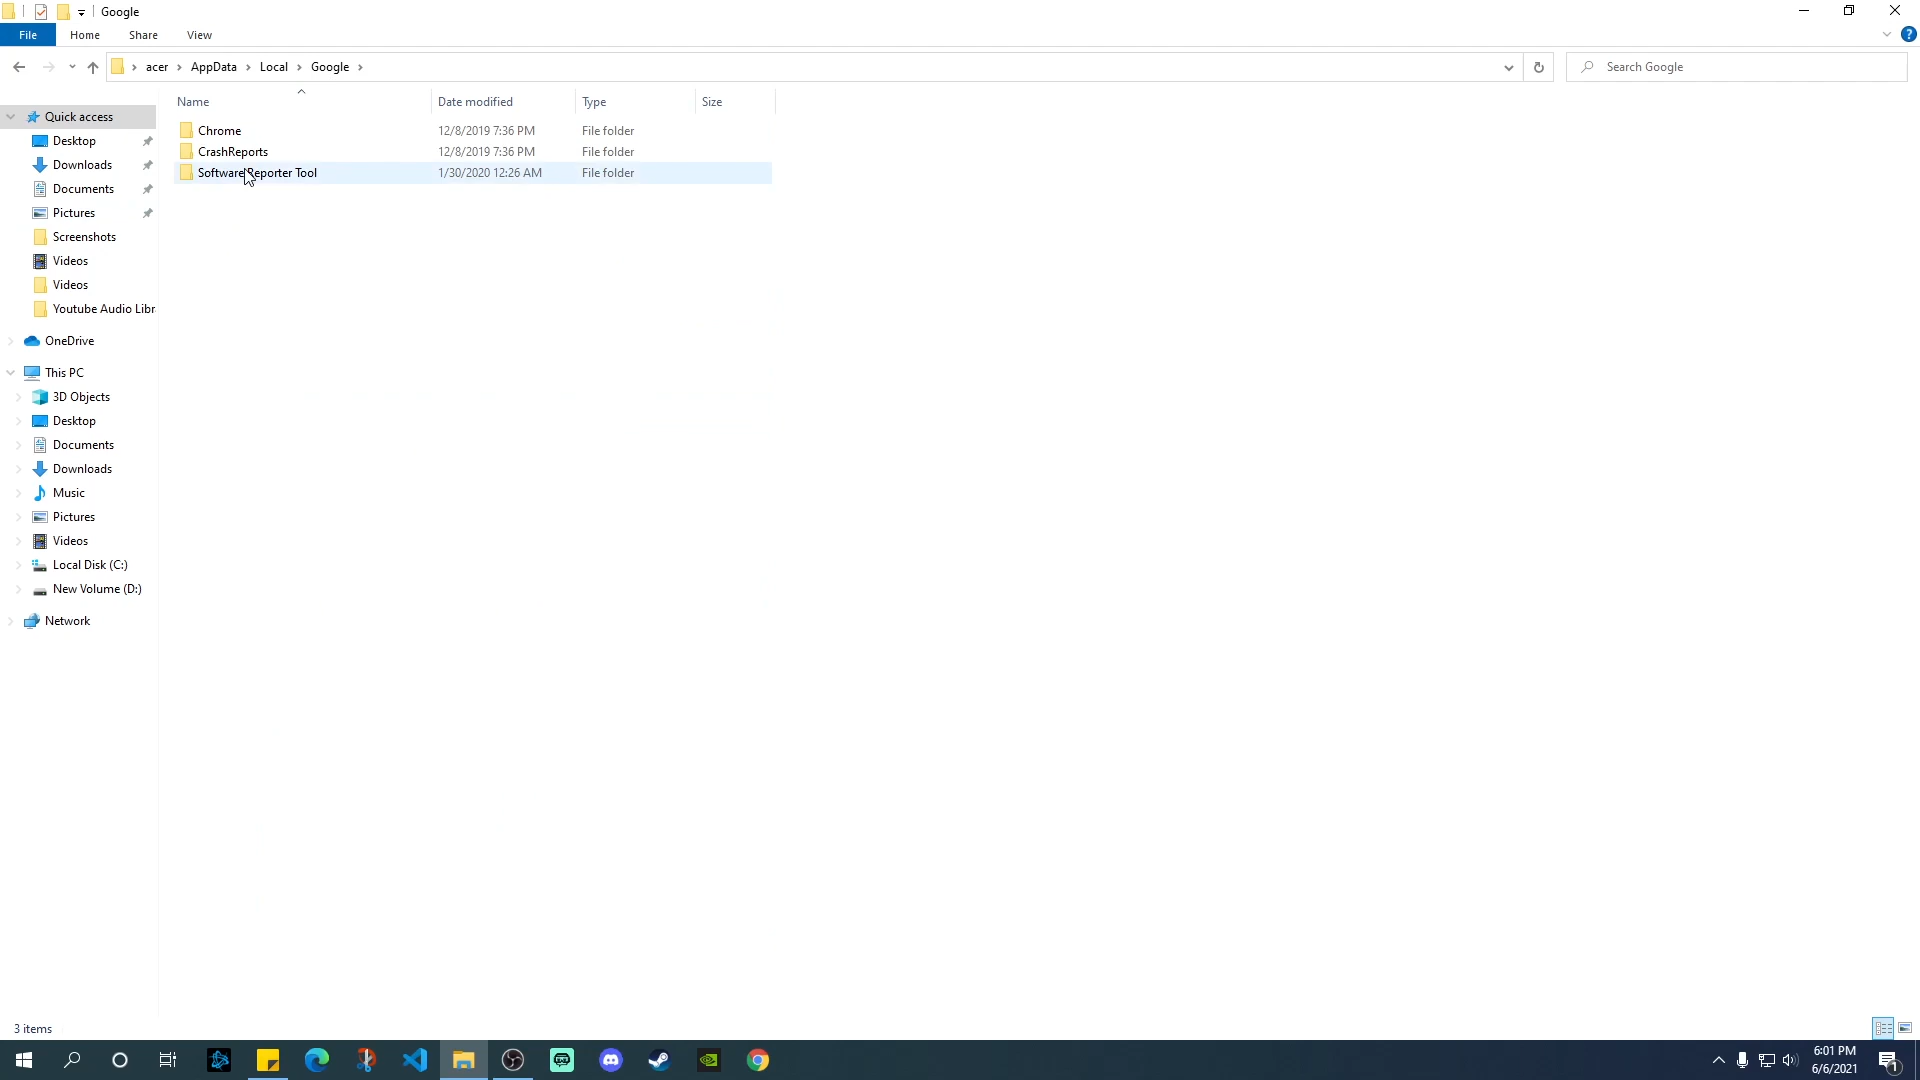 Google
File
Home
Share
View
acer
AppData
Local
Google
Search Google
Name
Date modified
Type
Size
Chrome
12/8/2019 7:36 PM
File folder
CrashReports
12/8/2019 7:36 PM
File folder
Software Reporter Tool
1/30/2020 12:26 AM
File folder
Quick access
Desktop
Downloads
Documents
Pictures
Screenshots
Videos
Videos
Youtube Audio Libr
OneDrive
This PC
3D Objects
Desktop
Documents
Downloads
Music
Pictures
Videos
Local Disk (C:)
New Volume (D:)
Network
3 items
6:01 PM
6/6/2021
1